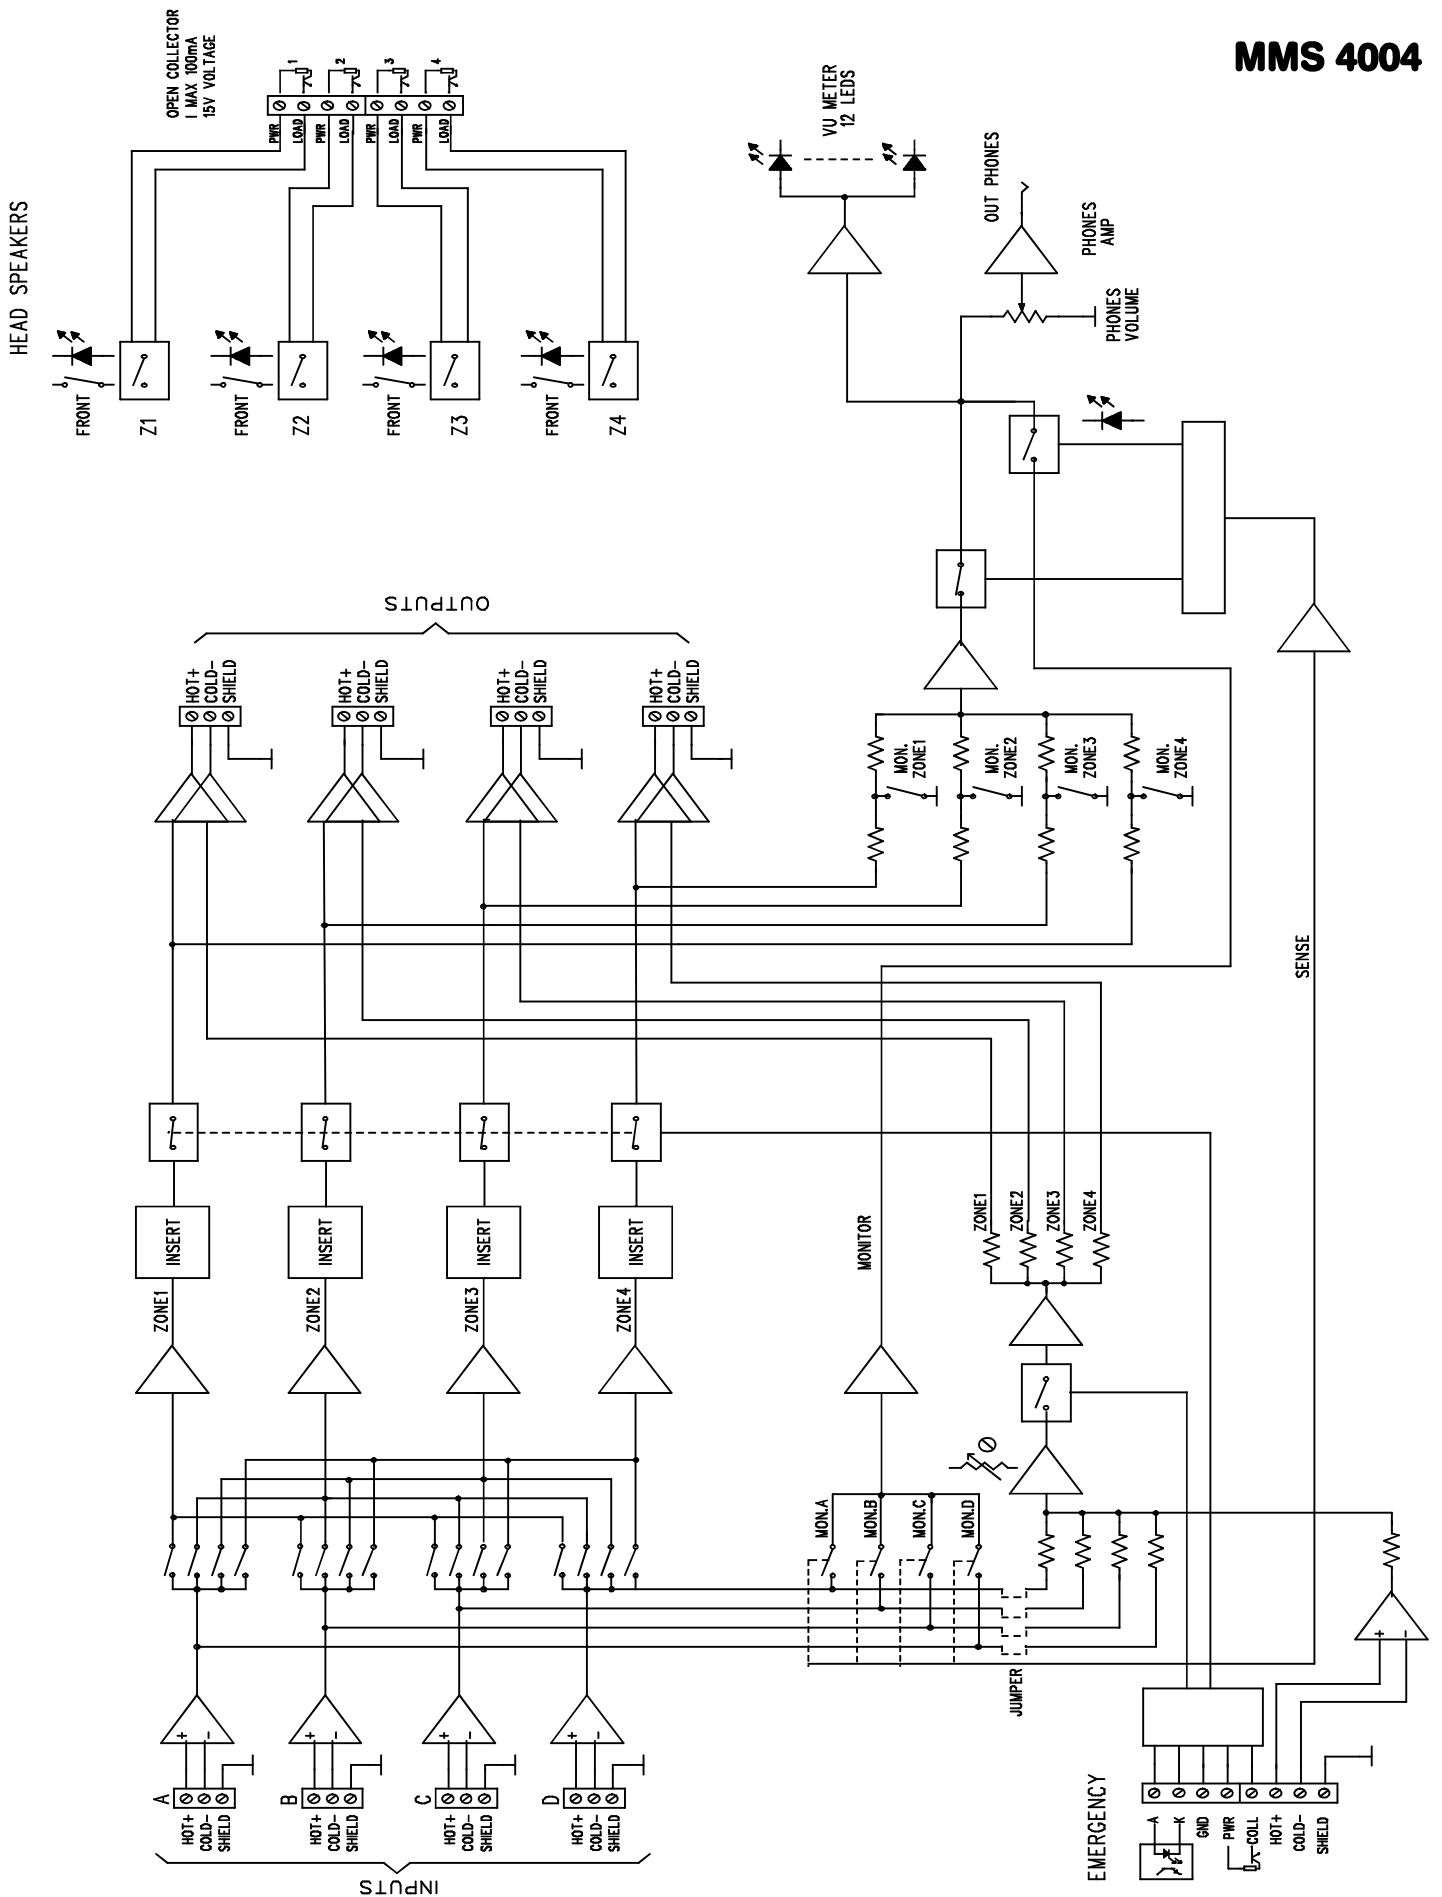 MMS 4004
HEAD SPEAKERS
OPEN COLLECTOR
I MAX 100mA
15V VOLTAGE
1
2
3
4
PWR
LOAD
PWR
LOAD
PWR
LOAD
PWR
LOAD
FRONT
Z1
FRONT
Z2
FRONT
Z3
FRONT
Z4
VU METER
12 LEDS
OUT PHONES
PHONES
AMP
PHONES
VOLUME
OUTPUTS
HOT+
COLD-
SHIELD
HOT+
COLD-
SHIELD
HOT+
COLD-
SHIELD
HOT+
COLD-
SHIELD
MON.
ZONE1
MON.
ZONE2
MON.
ZONE3
MON.
ZONE4
SENSE
INSERT
INSERT
INSERT
INSERT
ZONE1
ZONE2
ZONE3
ZONE4
MONITOR
ZONE1
ZONE2
ZONE3
ZONE4
MON.A
MON.B
MON.C
MON.D
JUMPER
+
-
+
-
+
-
+
-
+
-
A
HOT+
COLD-
SHIELD
B
HOT+
COLD-
SHIELD
C
HOT+
COLD-
SHIELD
D
HOT+
COLD-
SHIELD
INPUTS
EMERGENCY
A
K
GND
PWR
COLL
HOT+
COLD-
SHIELD